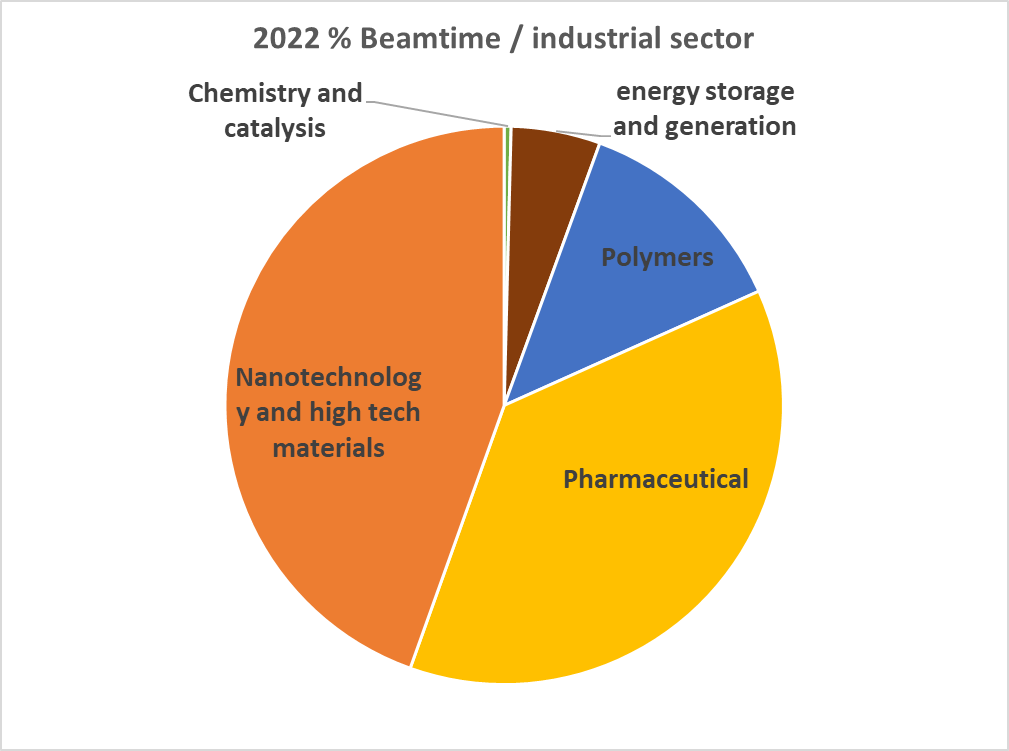 2022 % Beamtime / industrial sector
Chemistry and
catalysis
energy storage
and generation
Polymers
Nanotechnolog
y and high tech
materials
Pharmaceutical